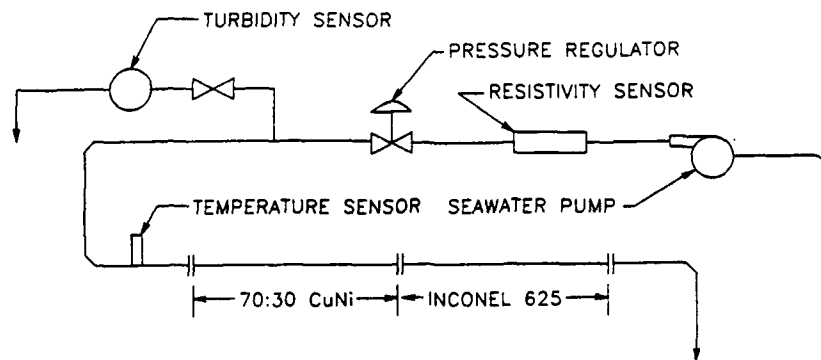 TURBIDITY SENSOR
PRESSURE REGULATOR
RESISTIVITY SENSOR
TEMPERATURE SENSOR
SEAWATER PUMP
70:30 CuNi
INCONEL 625